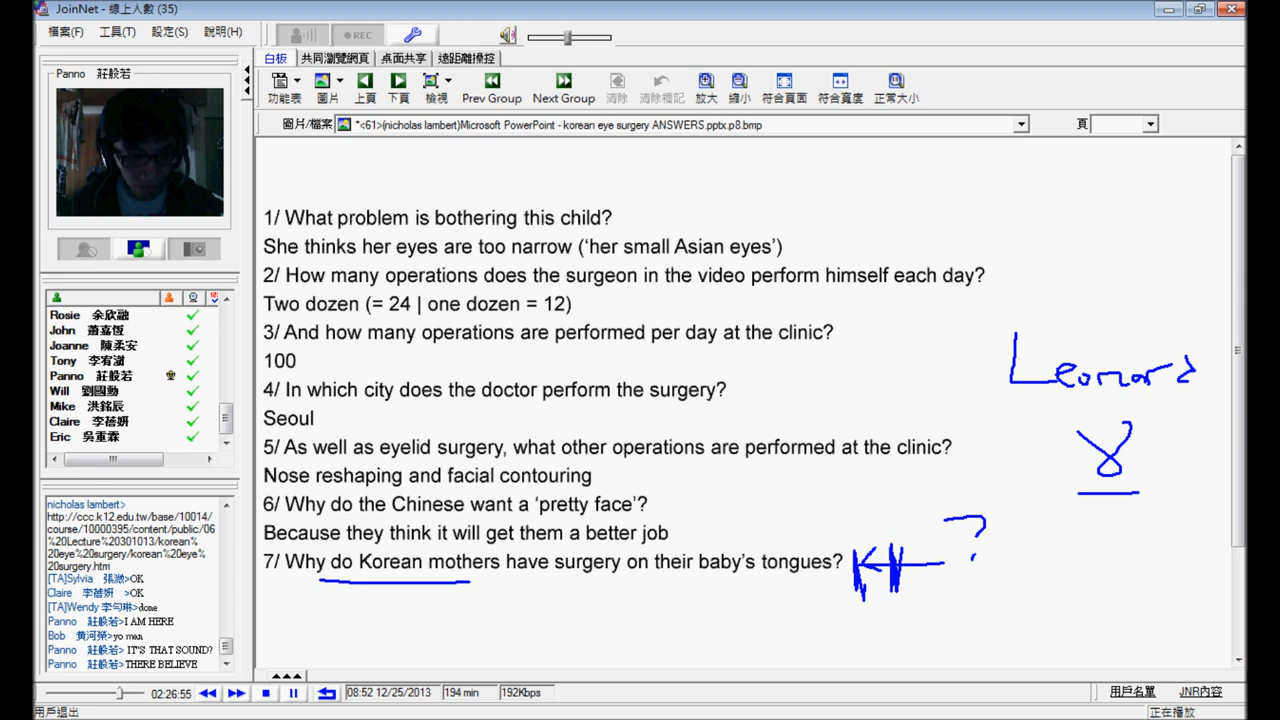 JoinNet - 線上人數 (35)
檔案(F) 工具(T) 設定(S) 說明(H)
REC
白板 共同瀏覽網頁 桌面共享 遠距離操控
功能表 圖片 上頁 下頁 檢視 Prev Group Next Group 清除 清除標記 放大 縮小 符合頁面 符合寬度 正常大小
圖片/檔案 *<61>(nicholas lambert)Microsoft PowerPoint - korean eye surgery ANSWERS.pptx.p8.bmp 頁
Panno 莊般若
Rosie 余欣融
John 蕭嘉恆
Joanne 陳柔安
Tony 李宥澍
Panno 莊般若
Will 劉國勳
Mike 洪銘辰
Claire 李蓓妍
Eric 吳重霖
nicholas lambert>
http://ccc.k12.edu.tw/base/10014/
course/10000395/content/public/06
%20Lecture%20301013/korean%
20eye%20surgery/korean%20eye%
20surgery.htm
[TA]Sylvia 張溦>OK
Claire 李蓓妍 >OK
[TA]Wendy 李勻琳>done
Panno 莊般若>I AM HERE
Bob 黃河榮>yo man
Panno 莊般若> IT'S THAT SOUND?
Panno 莊般若>THERE BELIEVE
1/ What problem is bothering this child?
She thinks her eyes are too narrow (‘her small Asian eyes’)
2/ How many operations does the surgeon in the video perform himself each day?
Two dozen (= 24 | one dozen = 12)
3/ And how many operations are performed per day at the clinic?
100
4/ In which city does the doctor perform the surgery?
Seoul
5/ As well as eyelid surgery, what other operations are performed at the clinic?
Nose reshaping and facial contouring
6/ Why do the Chinese want a ‘pretty face’?
Because they think it will get them a better job
7/ Why do Korean mothers have surgery on their baby’s tongues?
?
02:26:55 08:52 12/25/2013 194 min 192Kbps 用戶名單 JNR內容
用戶退出 正在播放